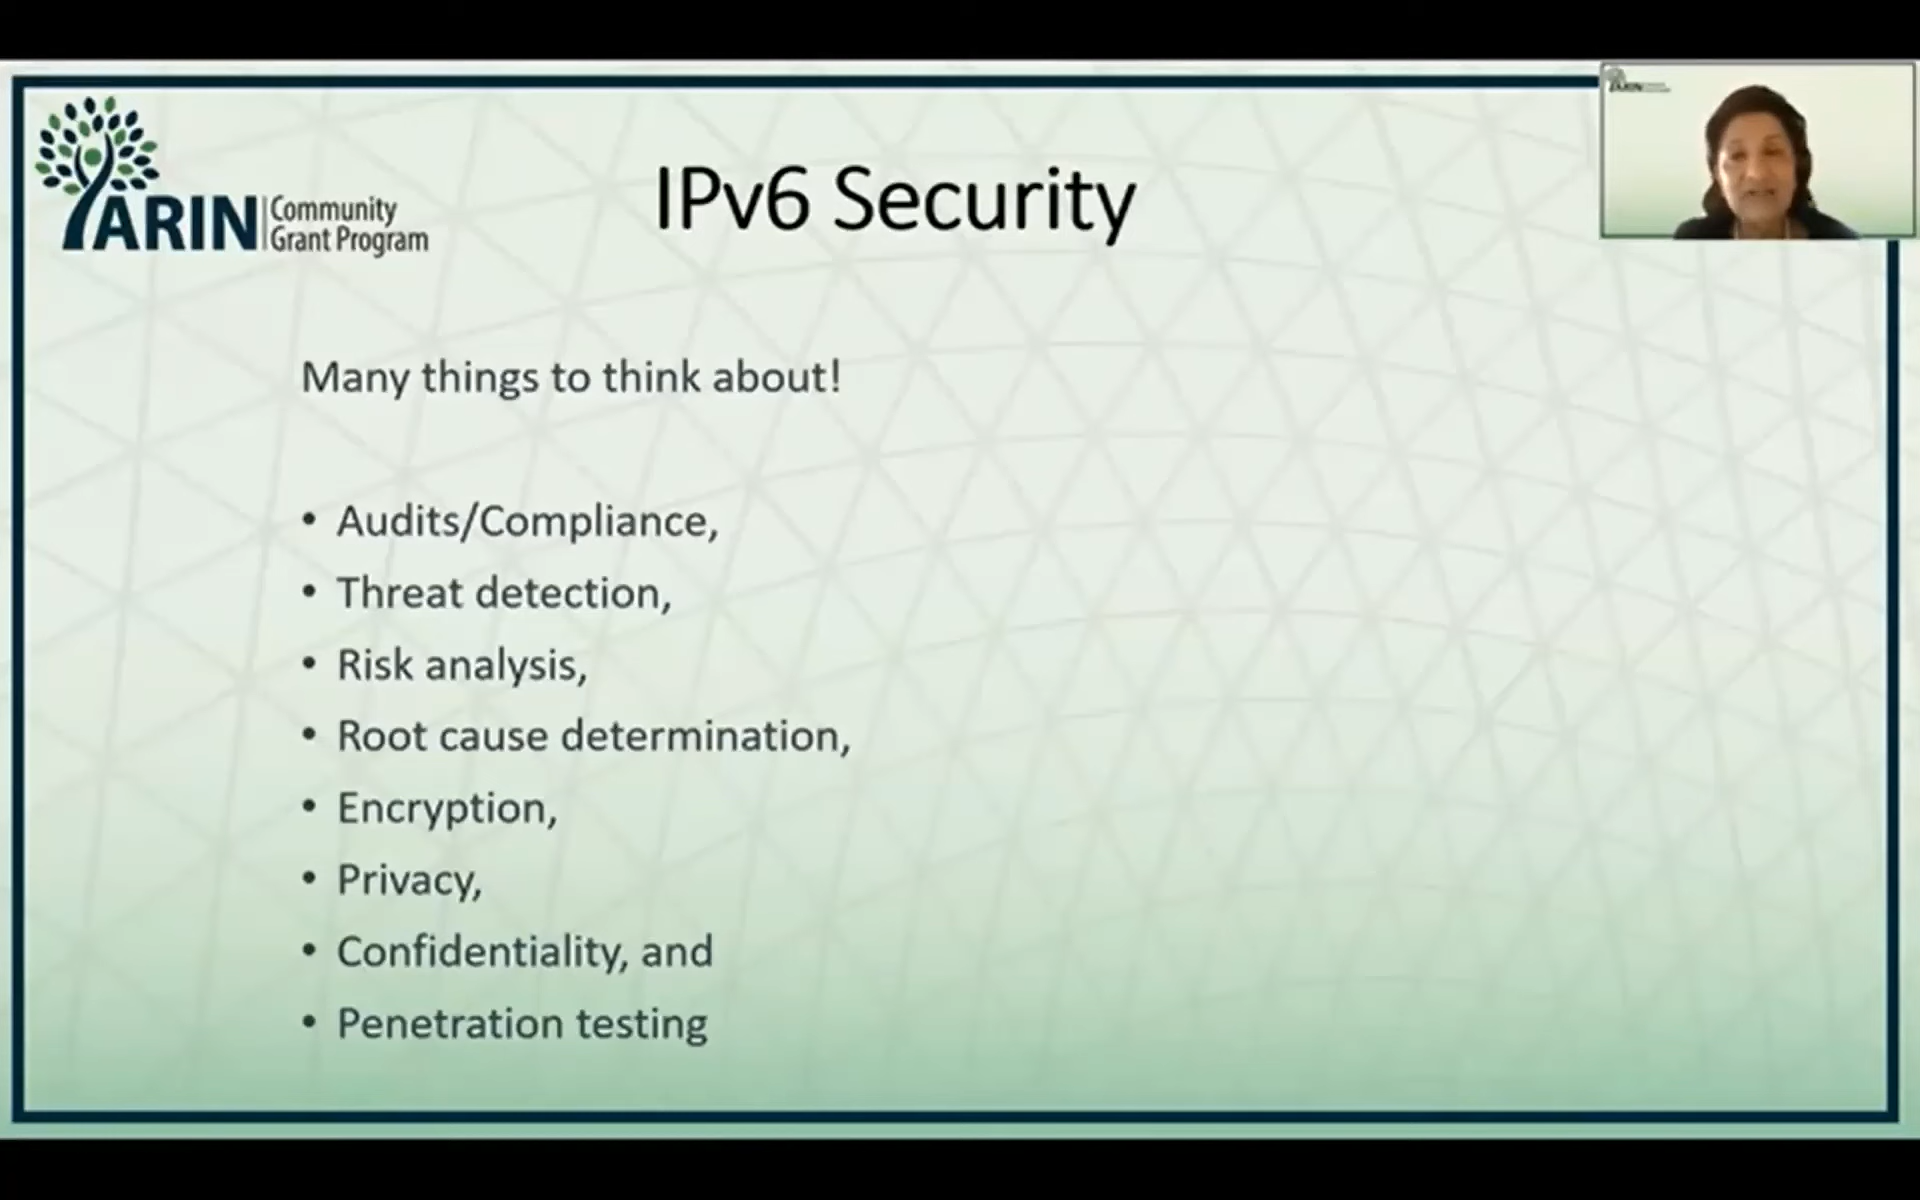 ARIN
Community
Grant Program
IPv6 Security
ARIN
Many things to think about!
• Audits/Compliance,
• Threat detection,
• Risk analysis,
• Root cause determination,
• Encryption,
• Privacy,
• Confidentiality, and
• Penetration testing